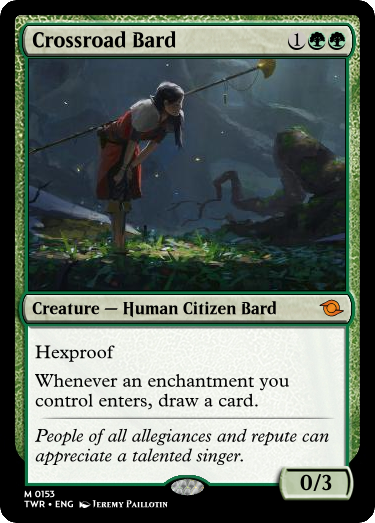 Crossroad Bard 1
Creature — Human Citizen Bard
Hexproof
Whenever an enchantment you
control enters, draw a card.
People of all allegiances and repute can
appreciate a talented singer.
0/3
M 0153
TWR • ENG Jeremy Paillotin